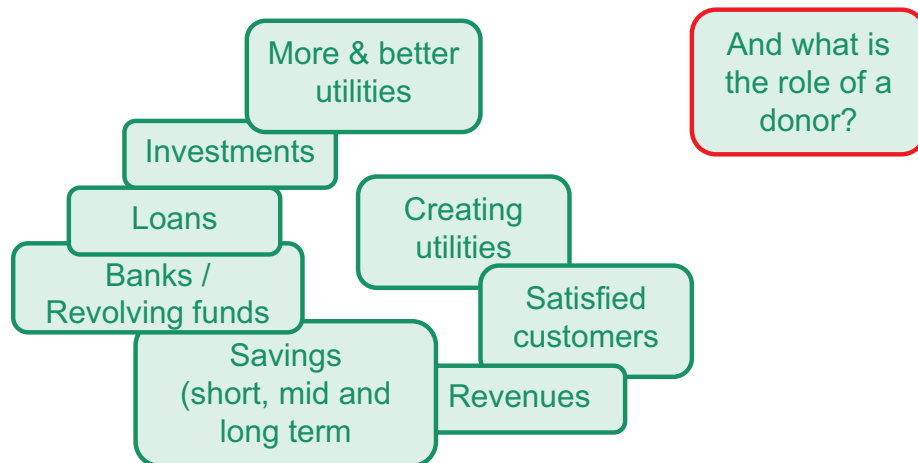 More & better
utilities
And what is
the role of a
donor?
Investments
Loans
Creating
utilities
Banks /
Revolving funds
Satisfied
customers
Savings
(short, mid and
long term
Revenues